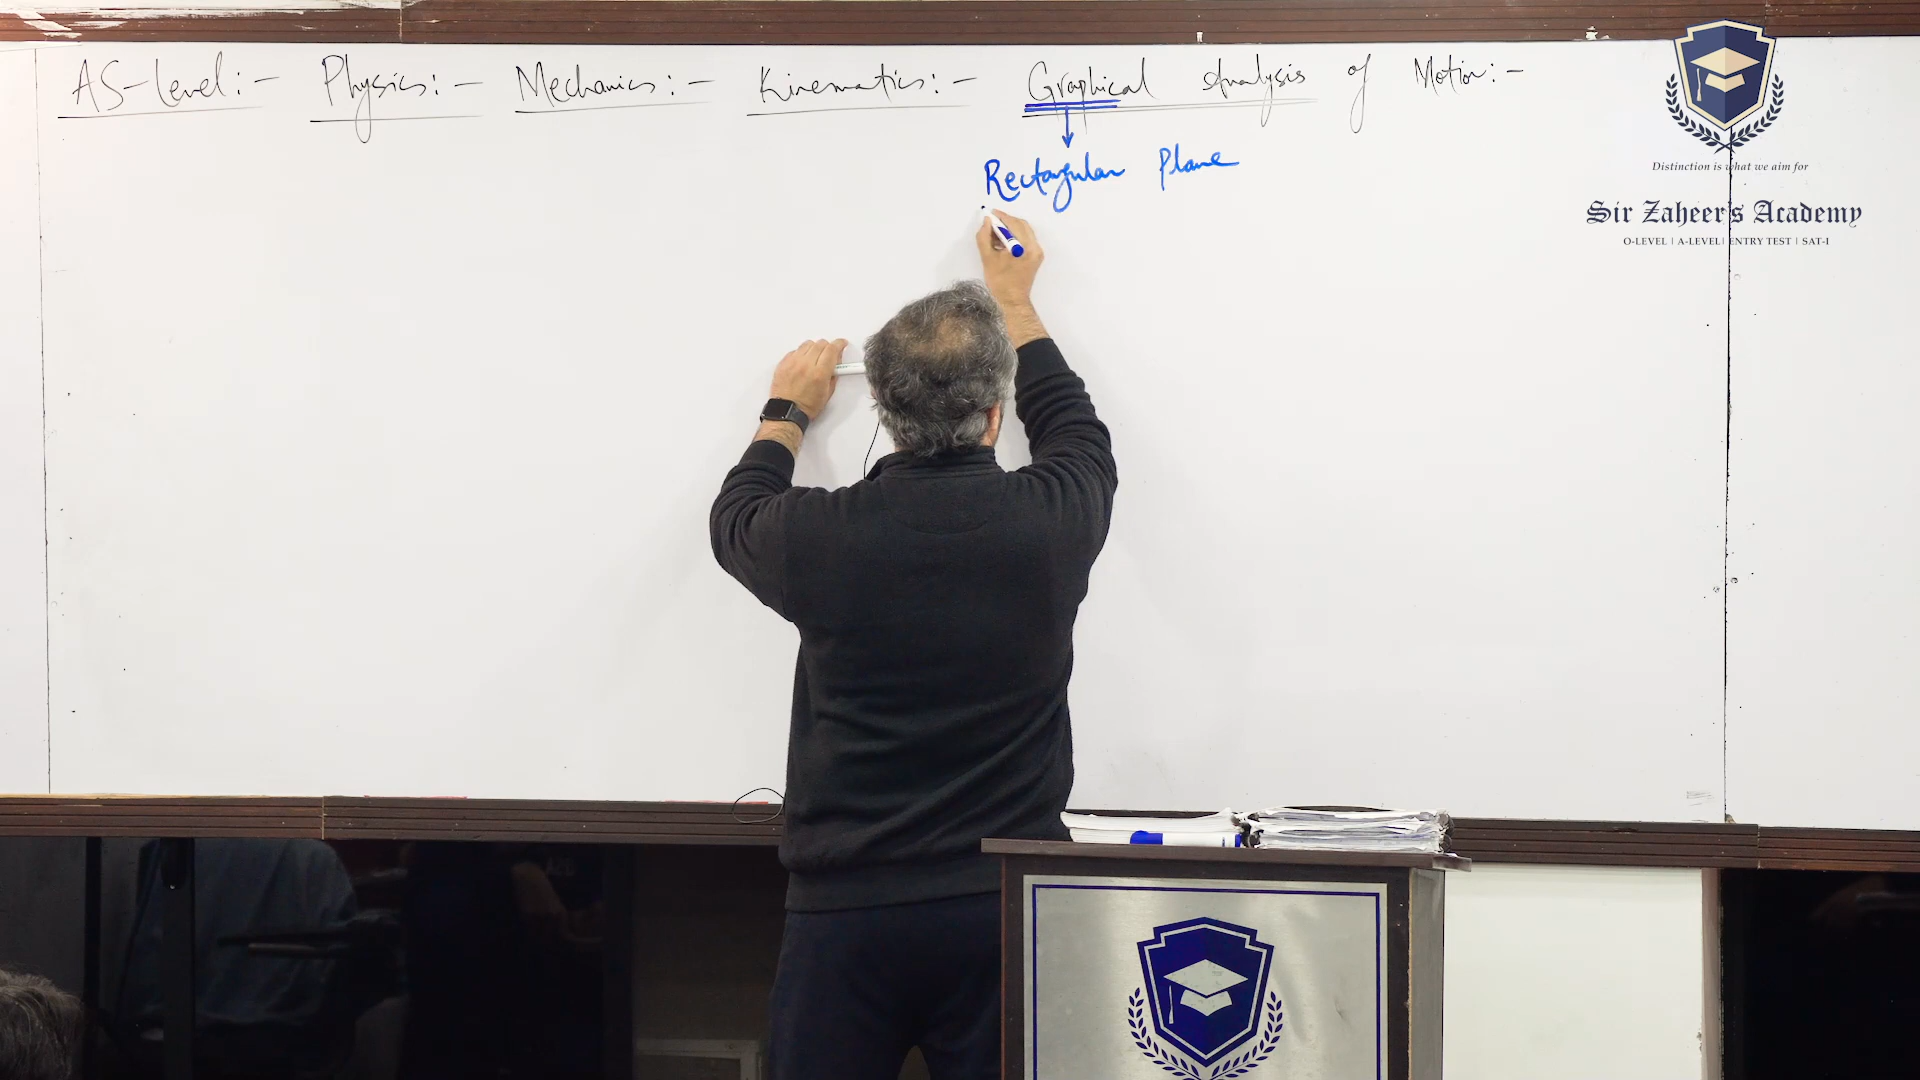 AS-Level:- Physics:- Mechanics:- Kinematics:- Graphical Analysis of Motion:-
Rectangular Plane
Distinction is what we aim for
Sir Zaheer's Academy
O-LEVEL | A-LEVEL | ENTRY TEST | SAT-I